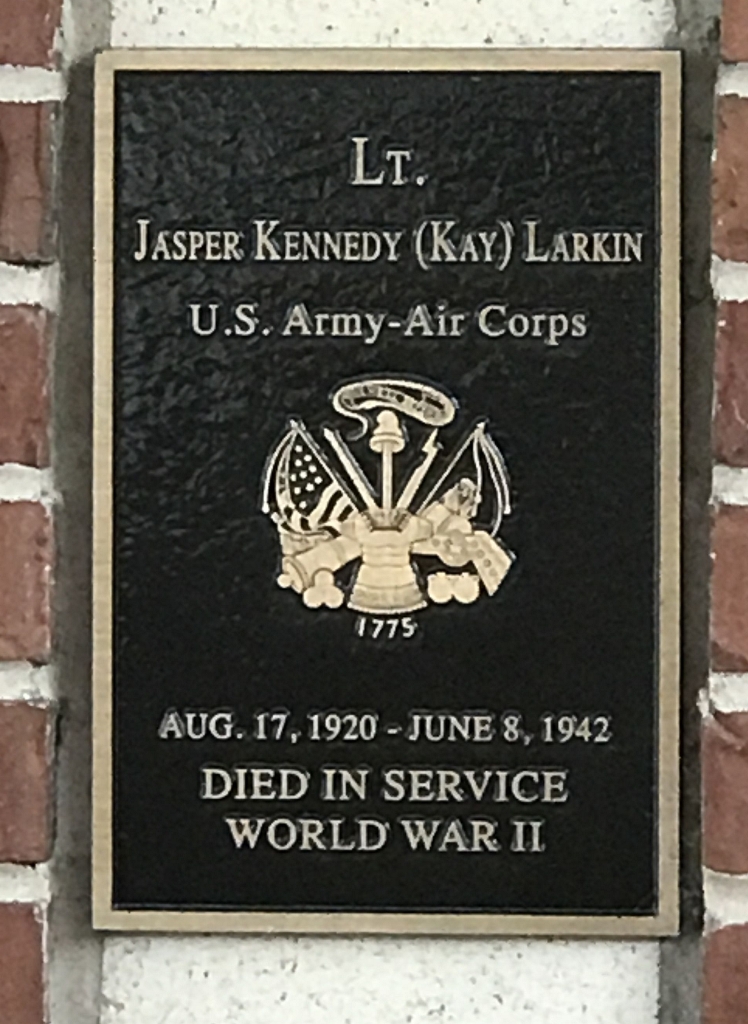 LT.
JASPER KENNEDY (KAY) LARKIN
U.S. Army-Air Corps
1775
AUG. 17, 1920 - JUNE 8, 1942
DIED IN SERVICE
WORLD WAR II